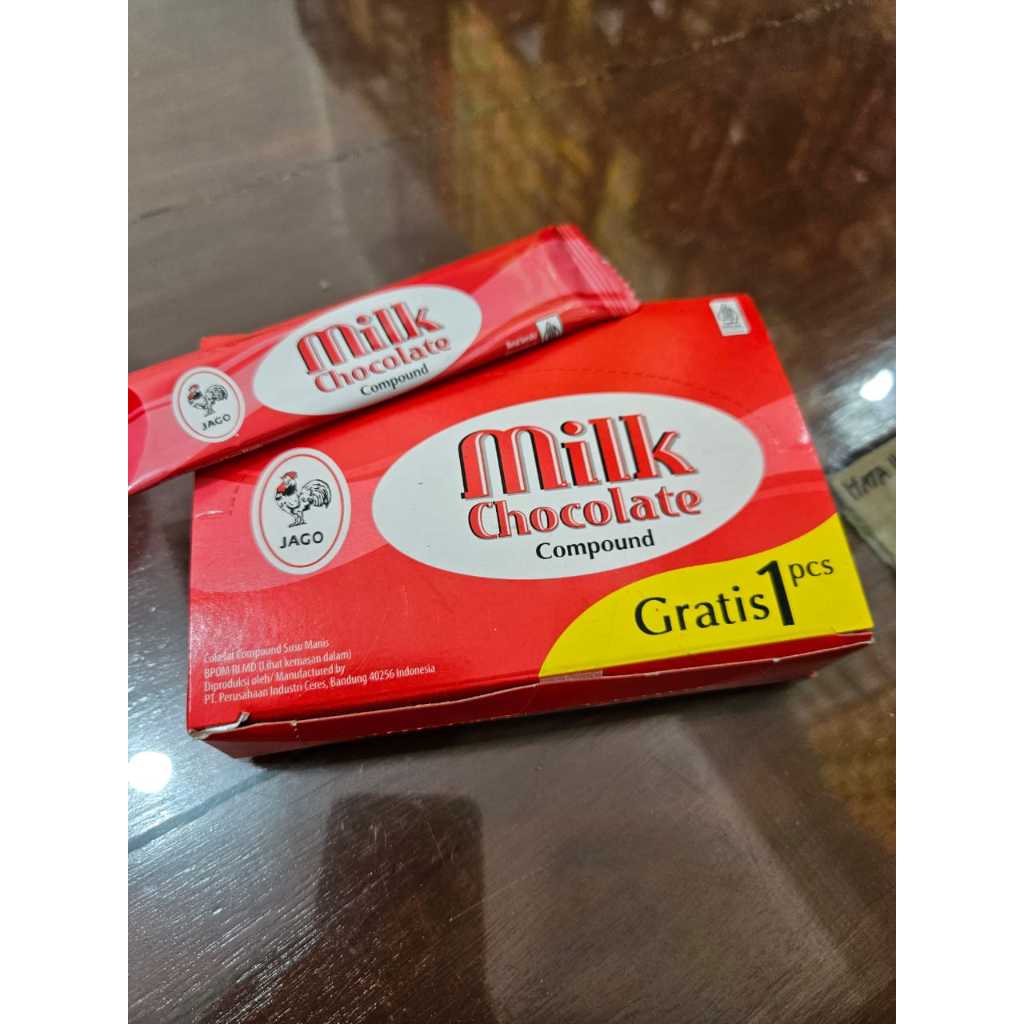 Milk
Chocolate
Compound
JAGO
Milk
Chocolate
Compound
JAGO
Gratis 1 pcs
Cokelat Compound Susu Manis
BPOM RI MD (Lihat kemasan dalam)
Diproduksi oleh/ Manufactured by
PT. Perusahaan Industri Ceres, Bandung 40256 Indonesia